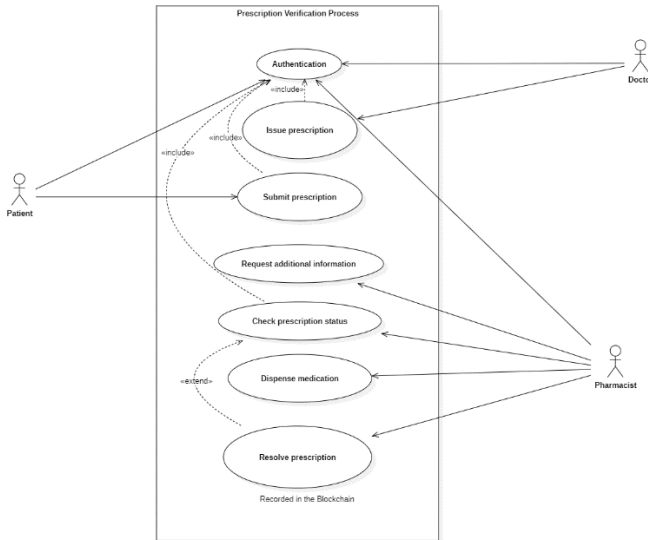 Prescription Verification Process
Authentication
«include»
Issue prescription
Docto
«include»
«include»
Submit prescription
Patient
Request additional information
Check prescription status
«extend»
Dispense medication
Pharmacist
Resolve prescription
Recorded in the Blockchain